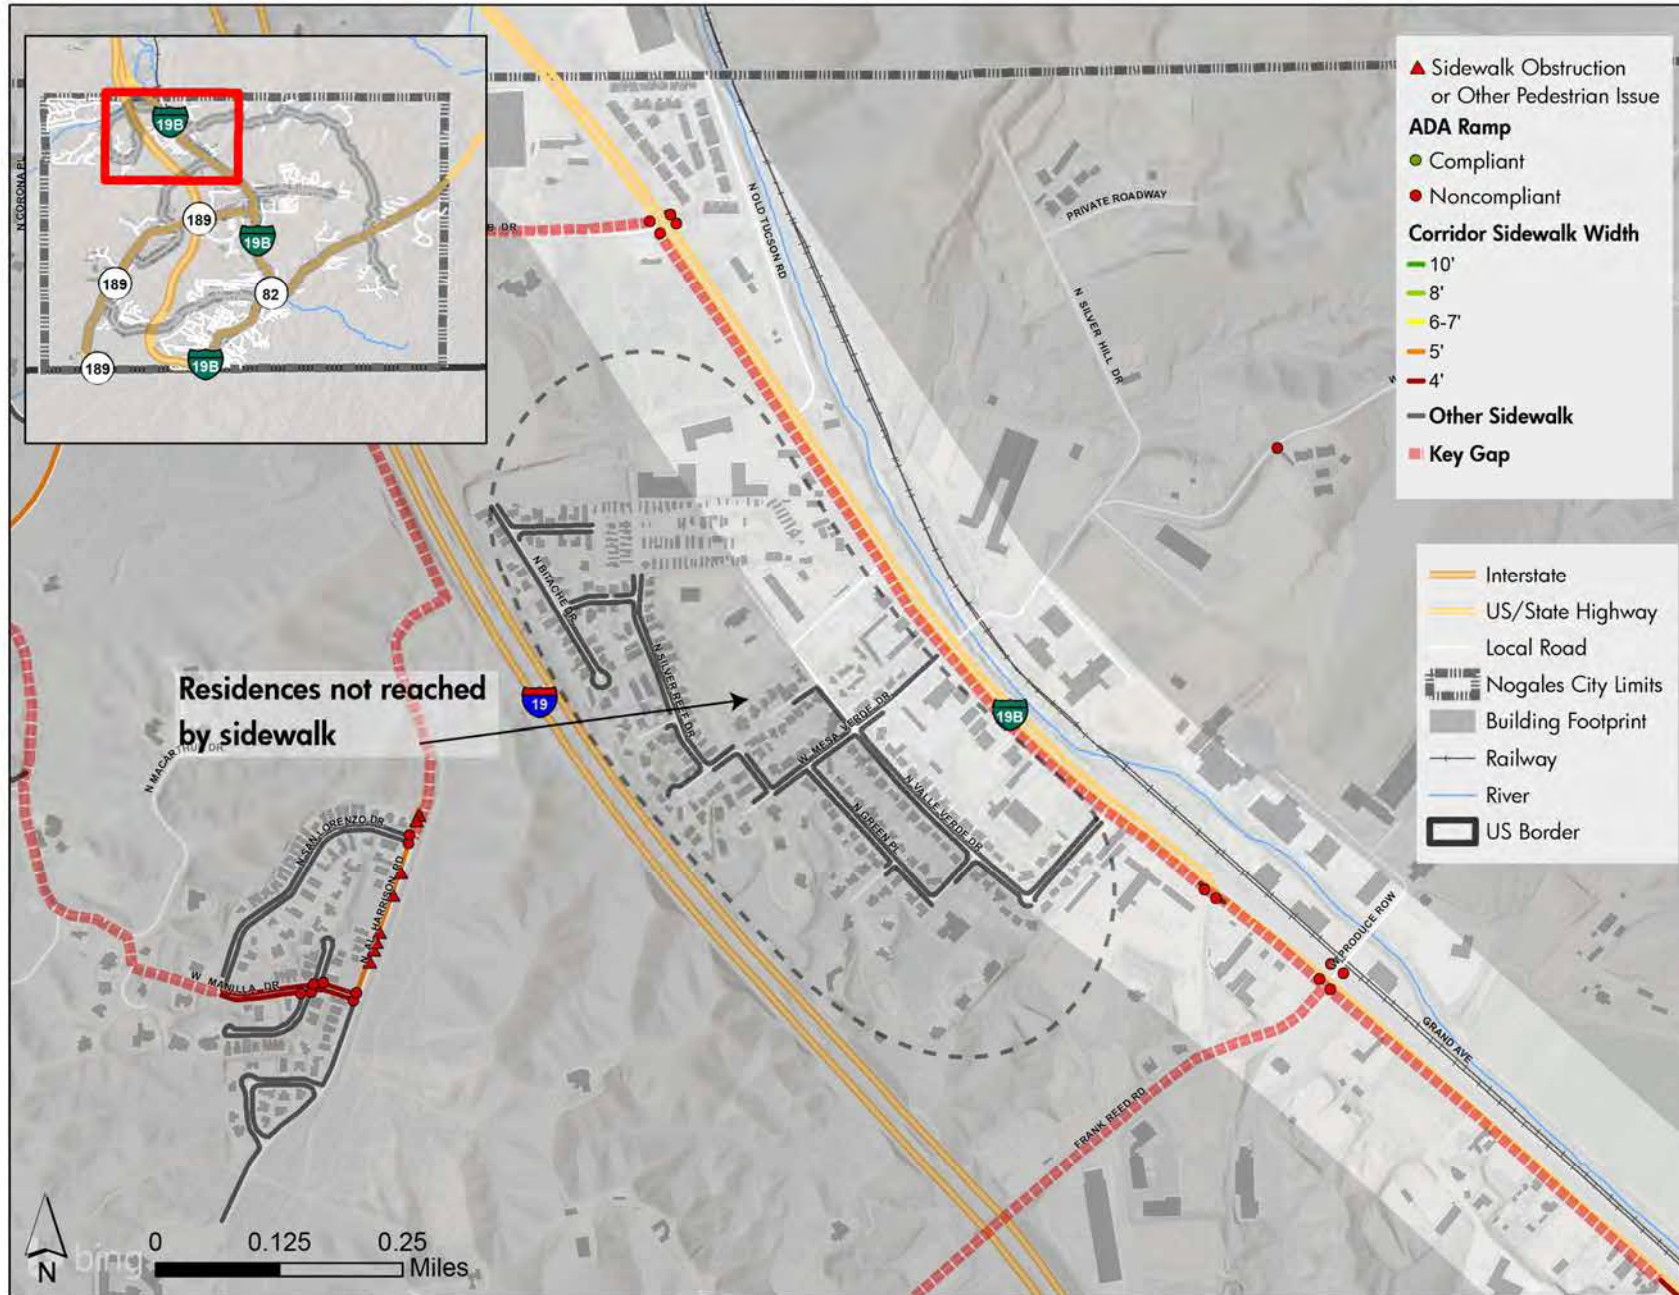 N CORONA PL
19B
189
19B
189
82
189
19B
Sidewalk Obstruction
or Other Pedestrian Issue
ADA Ramp
Compliant
Noncompliant
Corridor Sidewalk Width
10'
8'
6-7'
5'
4'
Other Sidewalk
Key Gap
Interstate
US/State Highway
Local Road
Nogales City Limits
Building Footprint
Railway
River
US Border
DR
N OLD TUCSON RD
PRIVATE ROADWAY
N SILVER HILL DR
W
N BITACHE DR
N SILVER REEF DR
Residences not reached
by sidewalk
19
19B
W MESA VERDE DR
N VALLE VERDE DR
N GREEN PL
N MACARTHUR DR
N SAN LORENZO DR
HARRISON RD
W MANILLA DR
W PRODUCE ROW
GRAND AVE
FRANK REED RD
N
bing
0 0.125 0.25
Miles